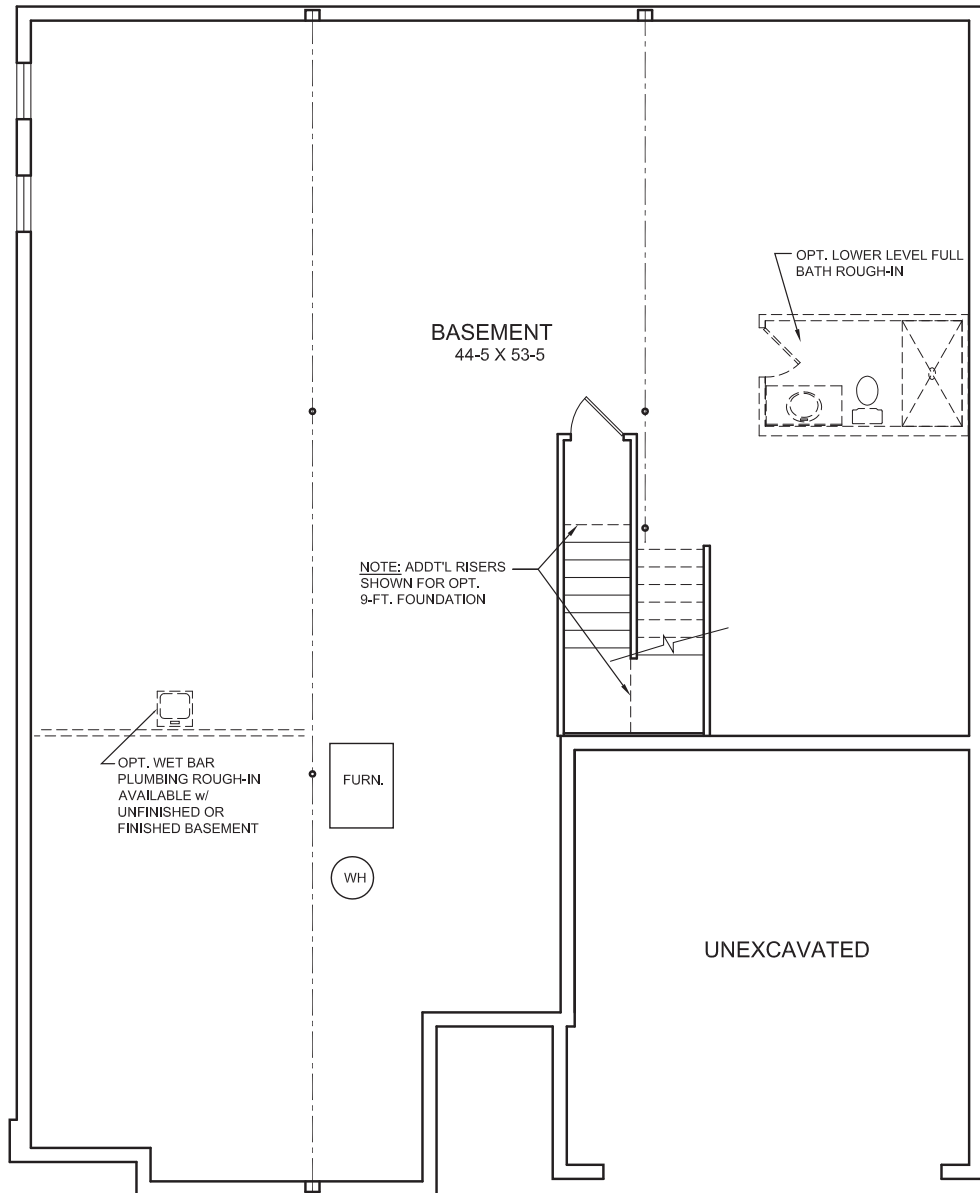 OPT. LOWER LEVEL FULL
BATH ROUGH-IN
BASEMENT
44-5 X 53-5
NOTE: ADDT'L RISERS
SHOWN FOR OPT.
9-FT. FOUNDATION
OPT. WET BAR
PLUMBING ROUGH-IN
AVAILABLE w/
UNFINISHED OR
FINISHED BASEMENT
FURN.
WH
UNEXCAVATED